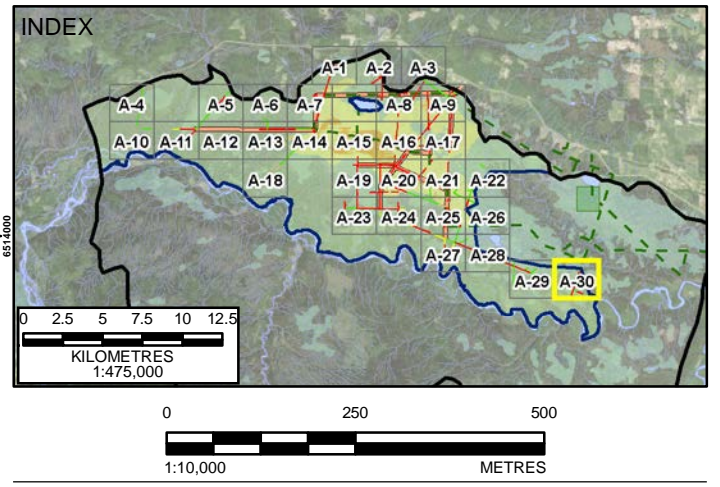 INDEX
A-1 A-2 A-3
A-4 A-5 A-6 A-7 A-8 A-9
A-10 A-11 A-12 A-13 A-14 A-15 A-16 A-17
A-18 A-19 A-20 A-21 A-22
A-23 A-24 A-25 A-26
A-27 A-28
A-29 A-30
6514000
0 2.5 5 7.5 10 12.5
KILOMETRES
1:475,000
0 250 500
1:10,000 METRES